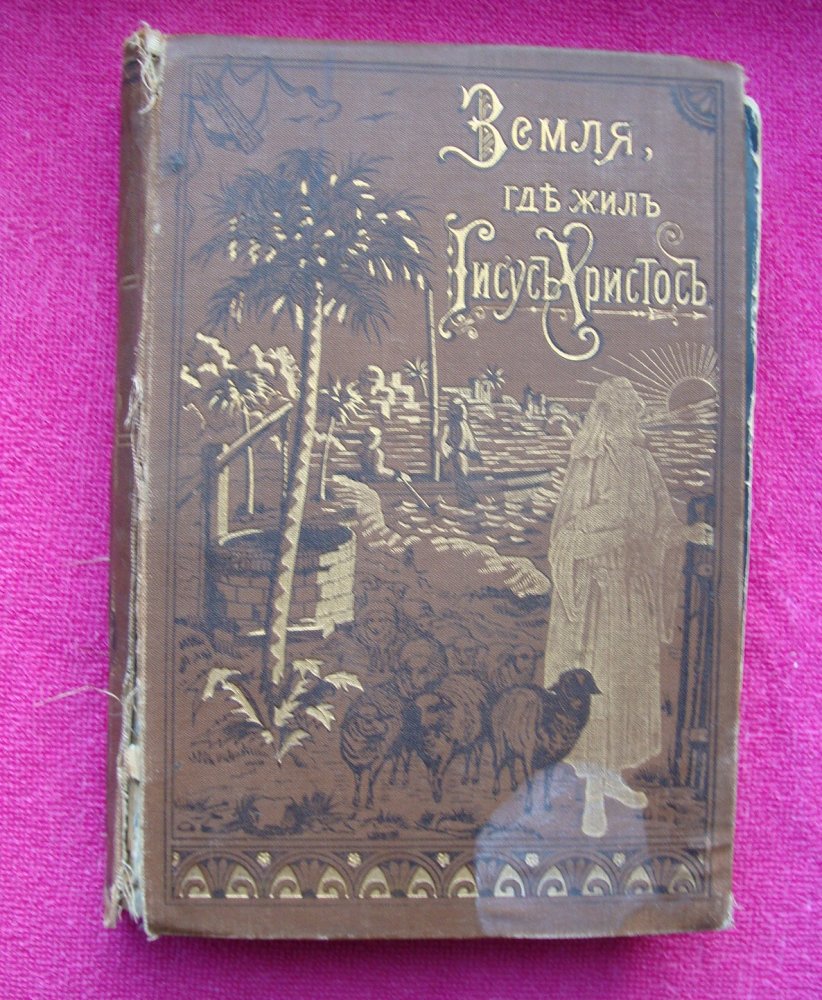 Земля,
гдѣ жилъ
Іисусъ Христосъ